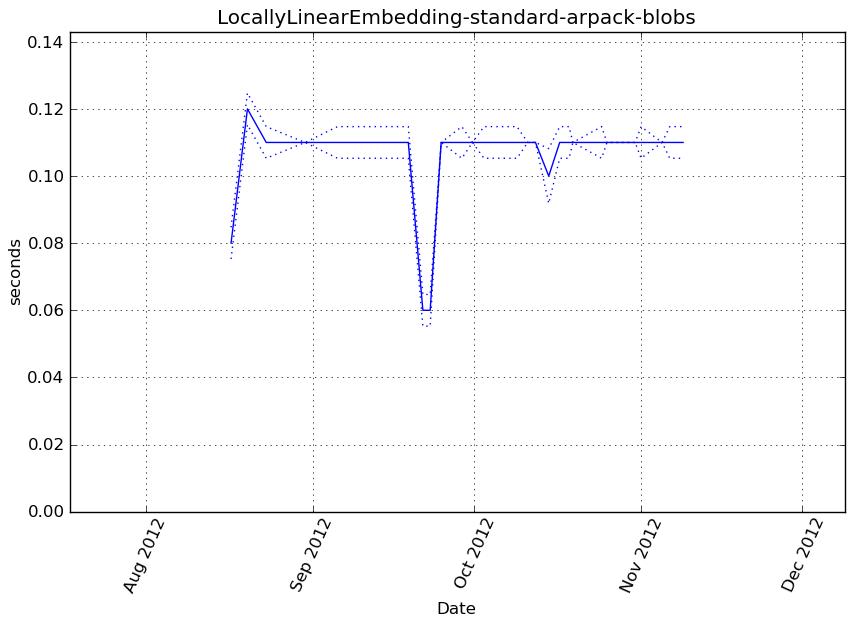 LocallyLinearEmbedding-standard-arpack-blobs
0.14
0.12
0.10
0.08
0.06
0.04
0.02
0.00
seconds
Aug 2012
Sep 2012
Oct 2012
Nov 2012
Dec 2012
Date